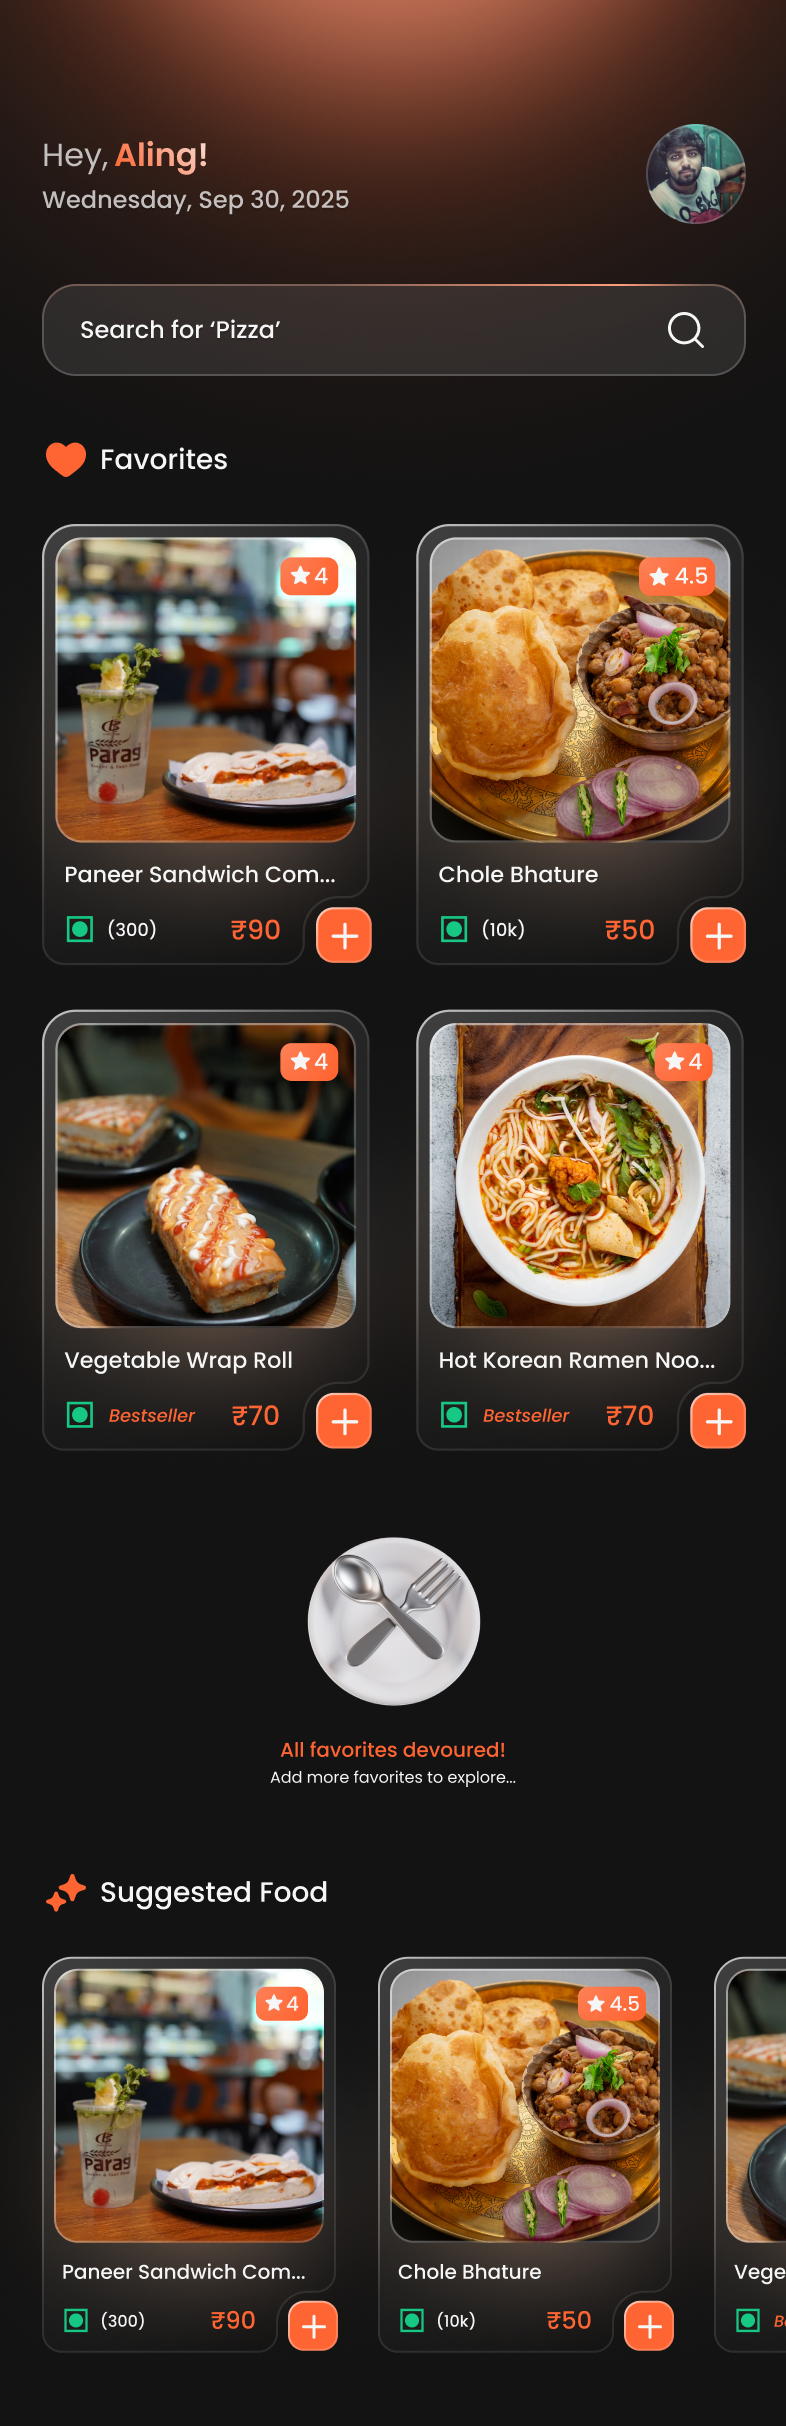 Hey, Aling!
Wednesday, Sep 30, 2025
Search for ‘Pizza’
Favorites
4
Parag
Paneer Sandwich Com...
(300) ₹90
4.5
Chole Bhature
(10k) ₹50
4
Vegetable Wrap Roll
Bestseller ₹70
4
Hot Korean Ramen Noo...
Bestseller ₹70
All favorites devoured!
Add more favorites to explore...
Suggested Food
4
Parag
Paneer Sandwich Com...
(300) ₹90
4.5
Chole Bhature
(10k) ₹50
Vege
Be